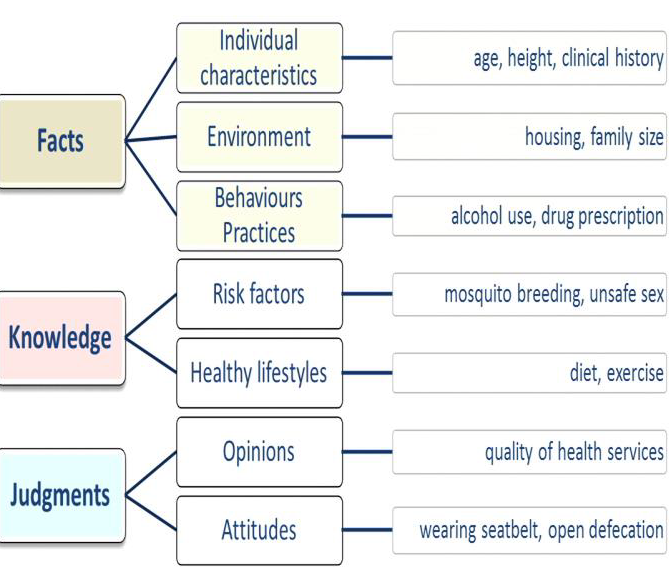 Individual
characteristics
age, height, clinical history
Facts
Environment
housing, family size
Behaviours
Practices
alcohol use, drug prescription
Risk factors
mosquito breeding, unsafe sex
Knowledge
Healthy lifestyles
diet, exercise
Opinions
quality of health services
Judgments
Attitudes
wearing seatbelt, open defecation